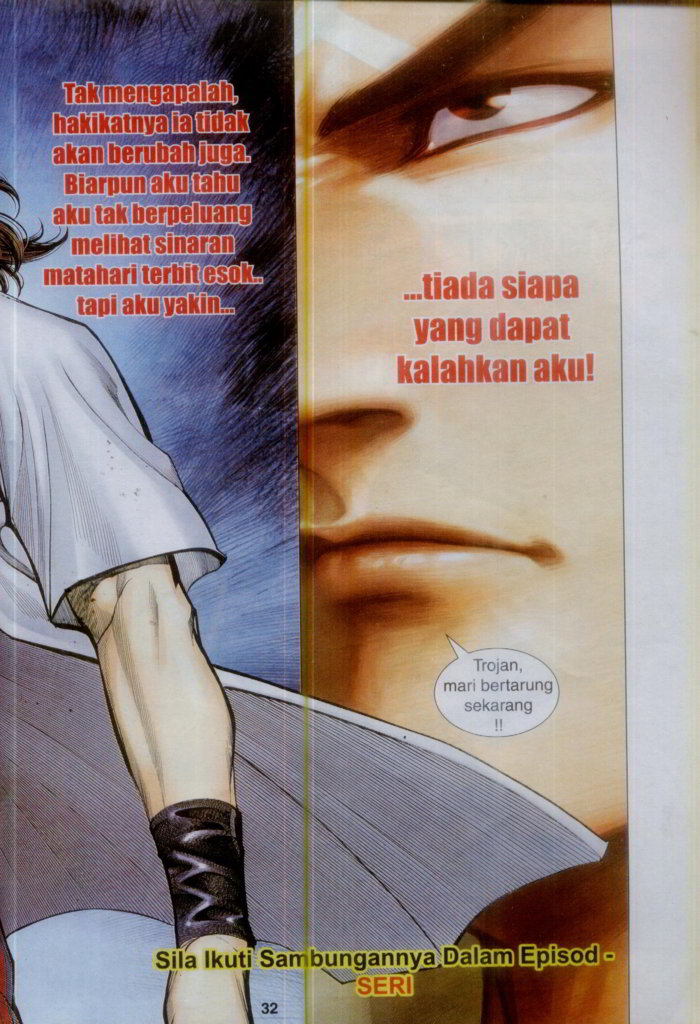 Tak mengapalah,
hakikatnya ia tidak
akan berubah juga.
Biarpun aku tahu
aku tak berpeluang
melihat sinaran
matahari terbit esok..
tapi aku yakin...
...tiada siapa
yang dapat
kalahkan aku!
Trojan,
mari bertarung
sekarang
!!
Sila Ikuti Sambungannya Dalam Episod -
SERI
32